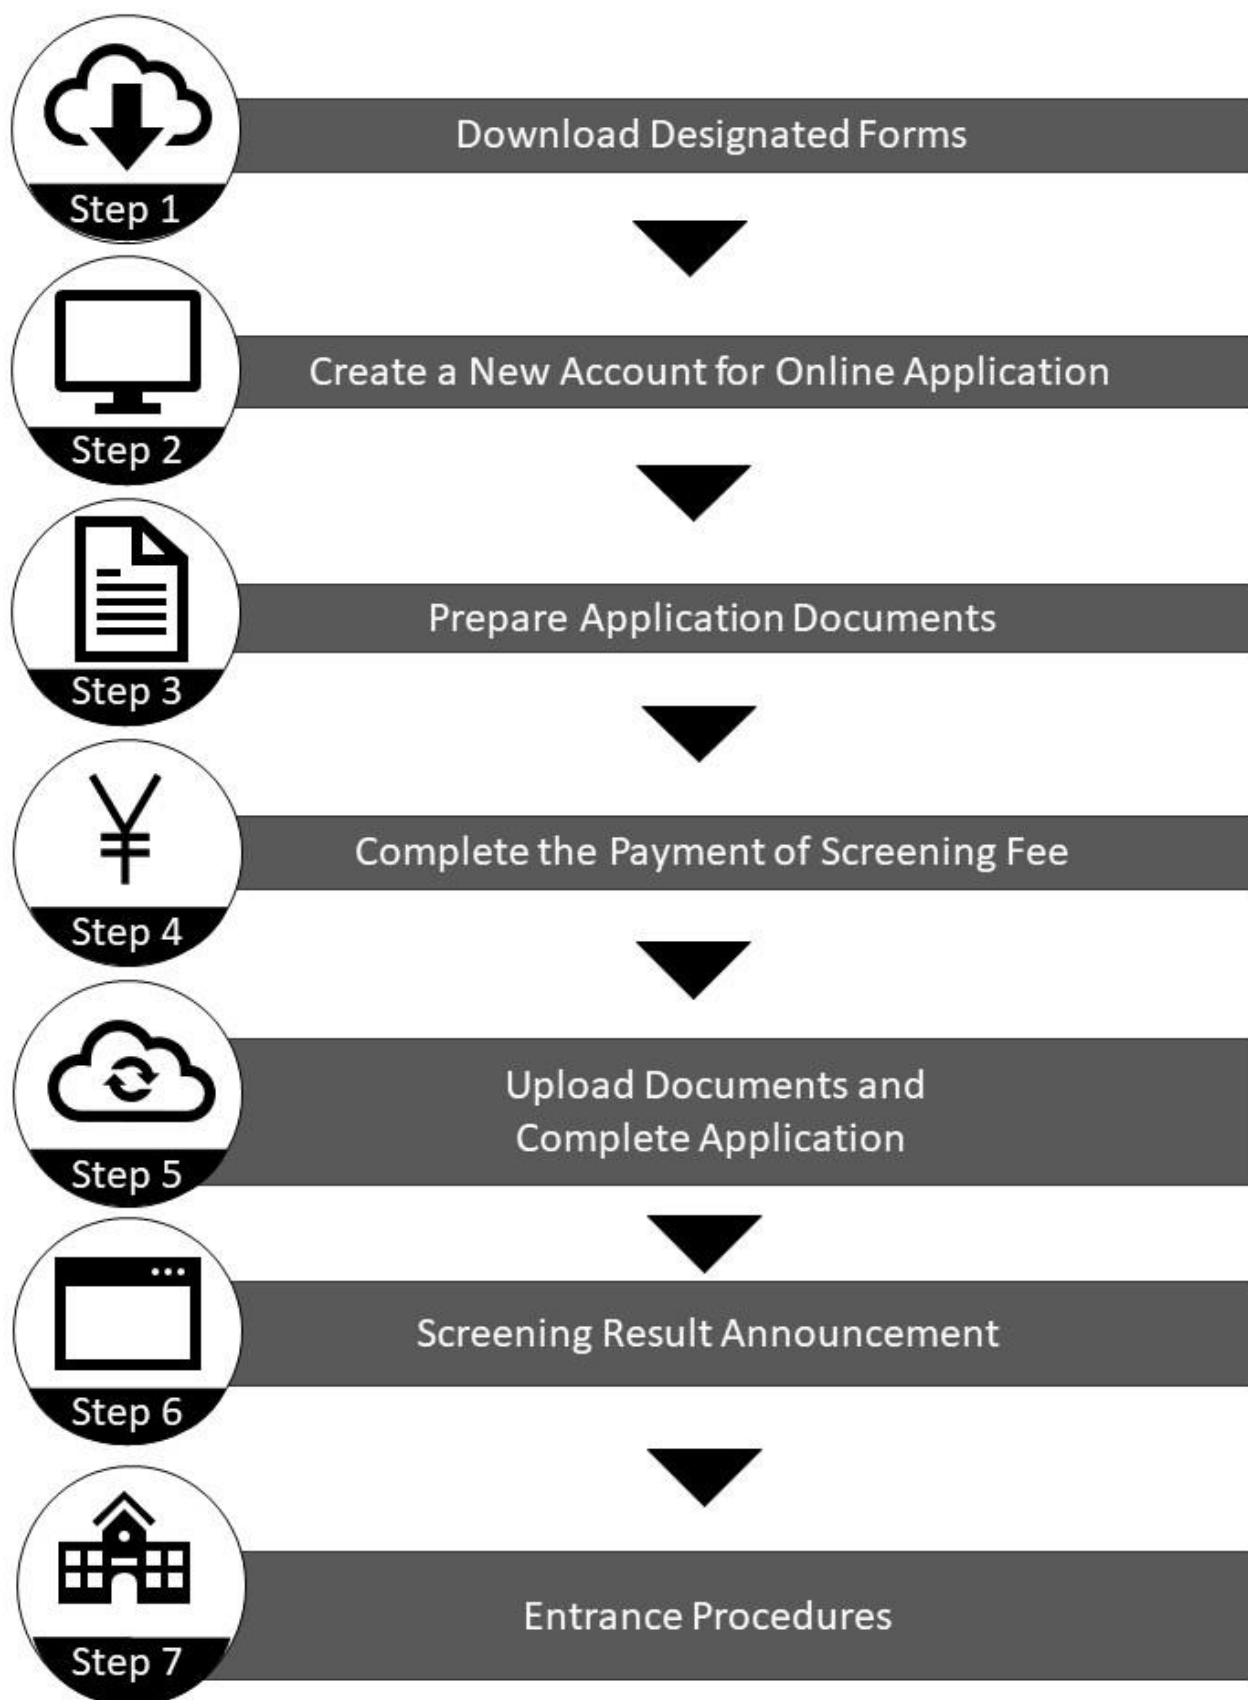 Download Designated Forms
Step 1
Create a New Account for Online Application
Step 2
Prepare Application Documents
Step 3
¥
Complete the Payment of Screening Fee
Step 4
Upload Documents and
Complete Application
Step 5
Screening Result Announcement
Step 6
Entrance Procedures
Step 7